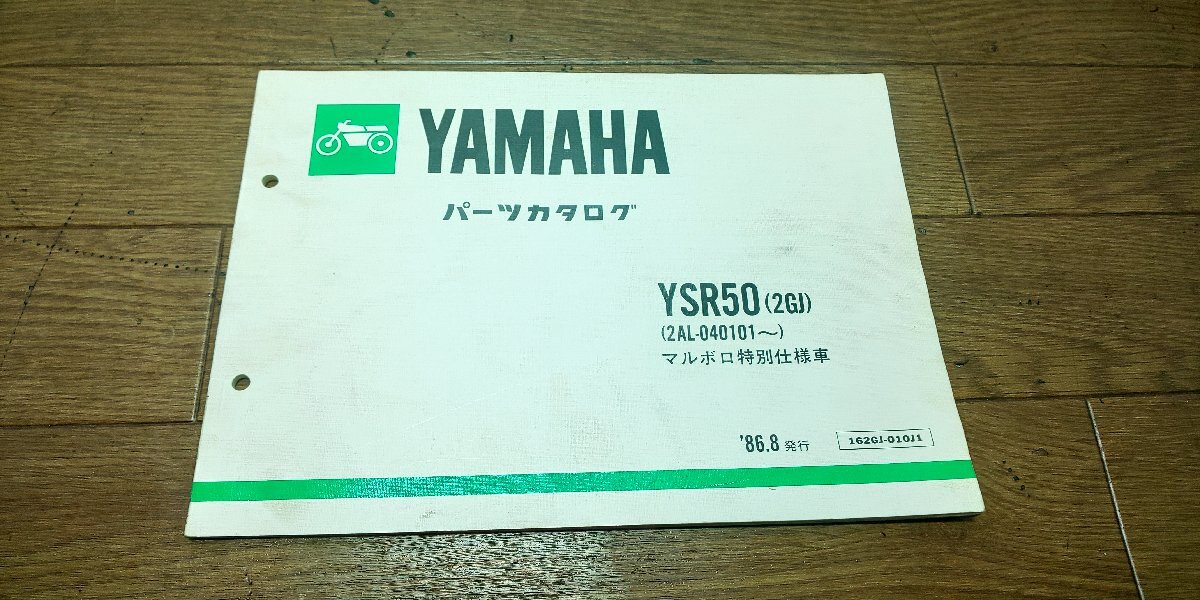 YAMAHA
パーツカタログ
YSR50 (2GJ)
(2AL-040101〜)
マルボロ特別仕様車
'86.8 発行
162GJ-010J1